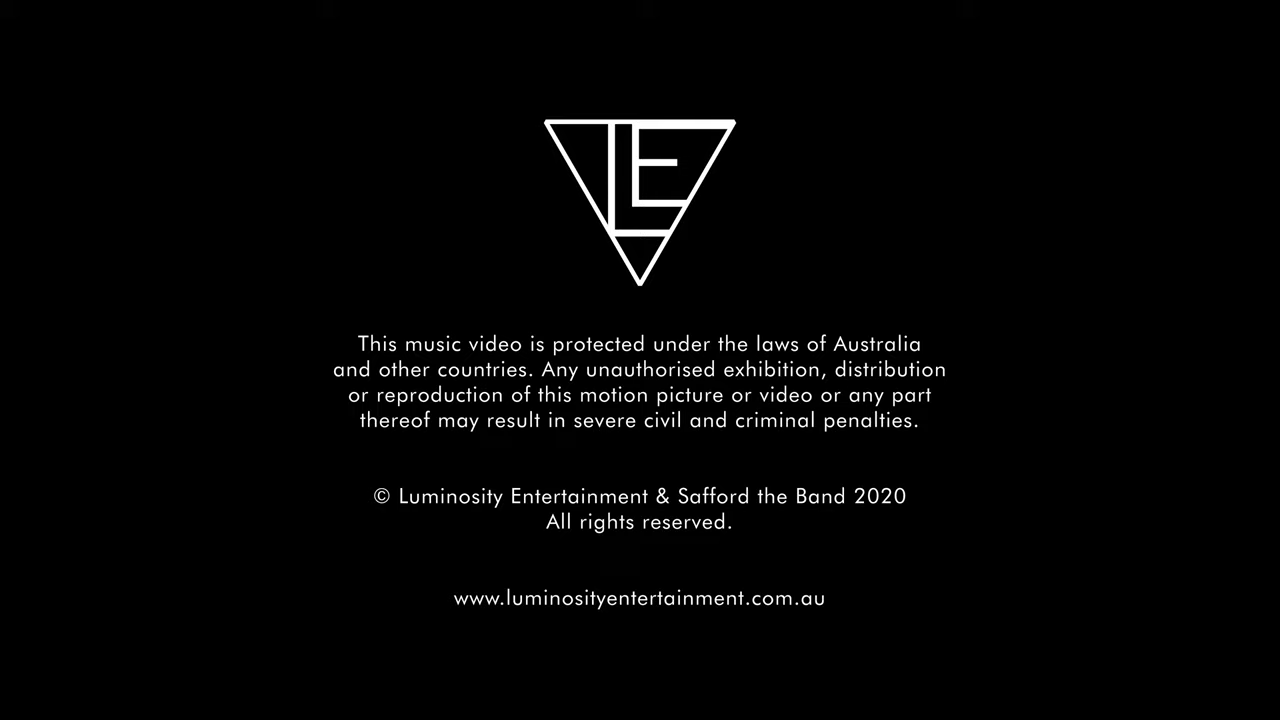 LE
This music video is protected under the laws of Australia
and other countries. Any unauthorised exhibition, distribution
or reproduction of this motion picture or video or any part
thereof may result in severe civil and criminal penalties.
© Luminosity Entertainment & Safford the Band 2020
All rights reserved.
www.luminosityentertainment.com.au